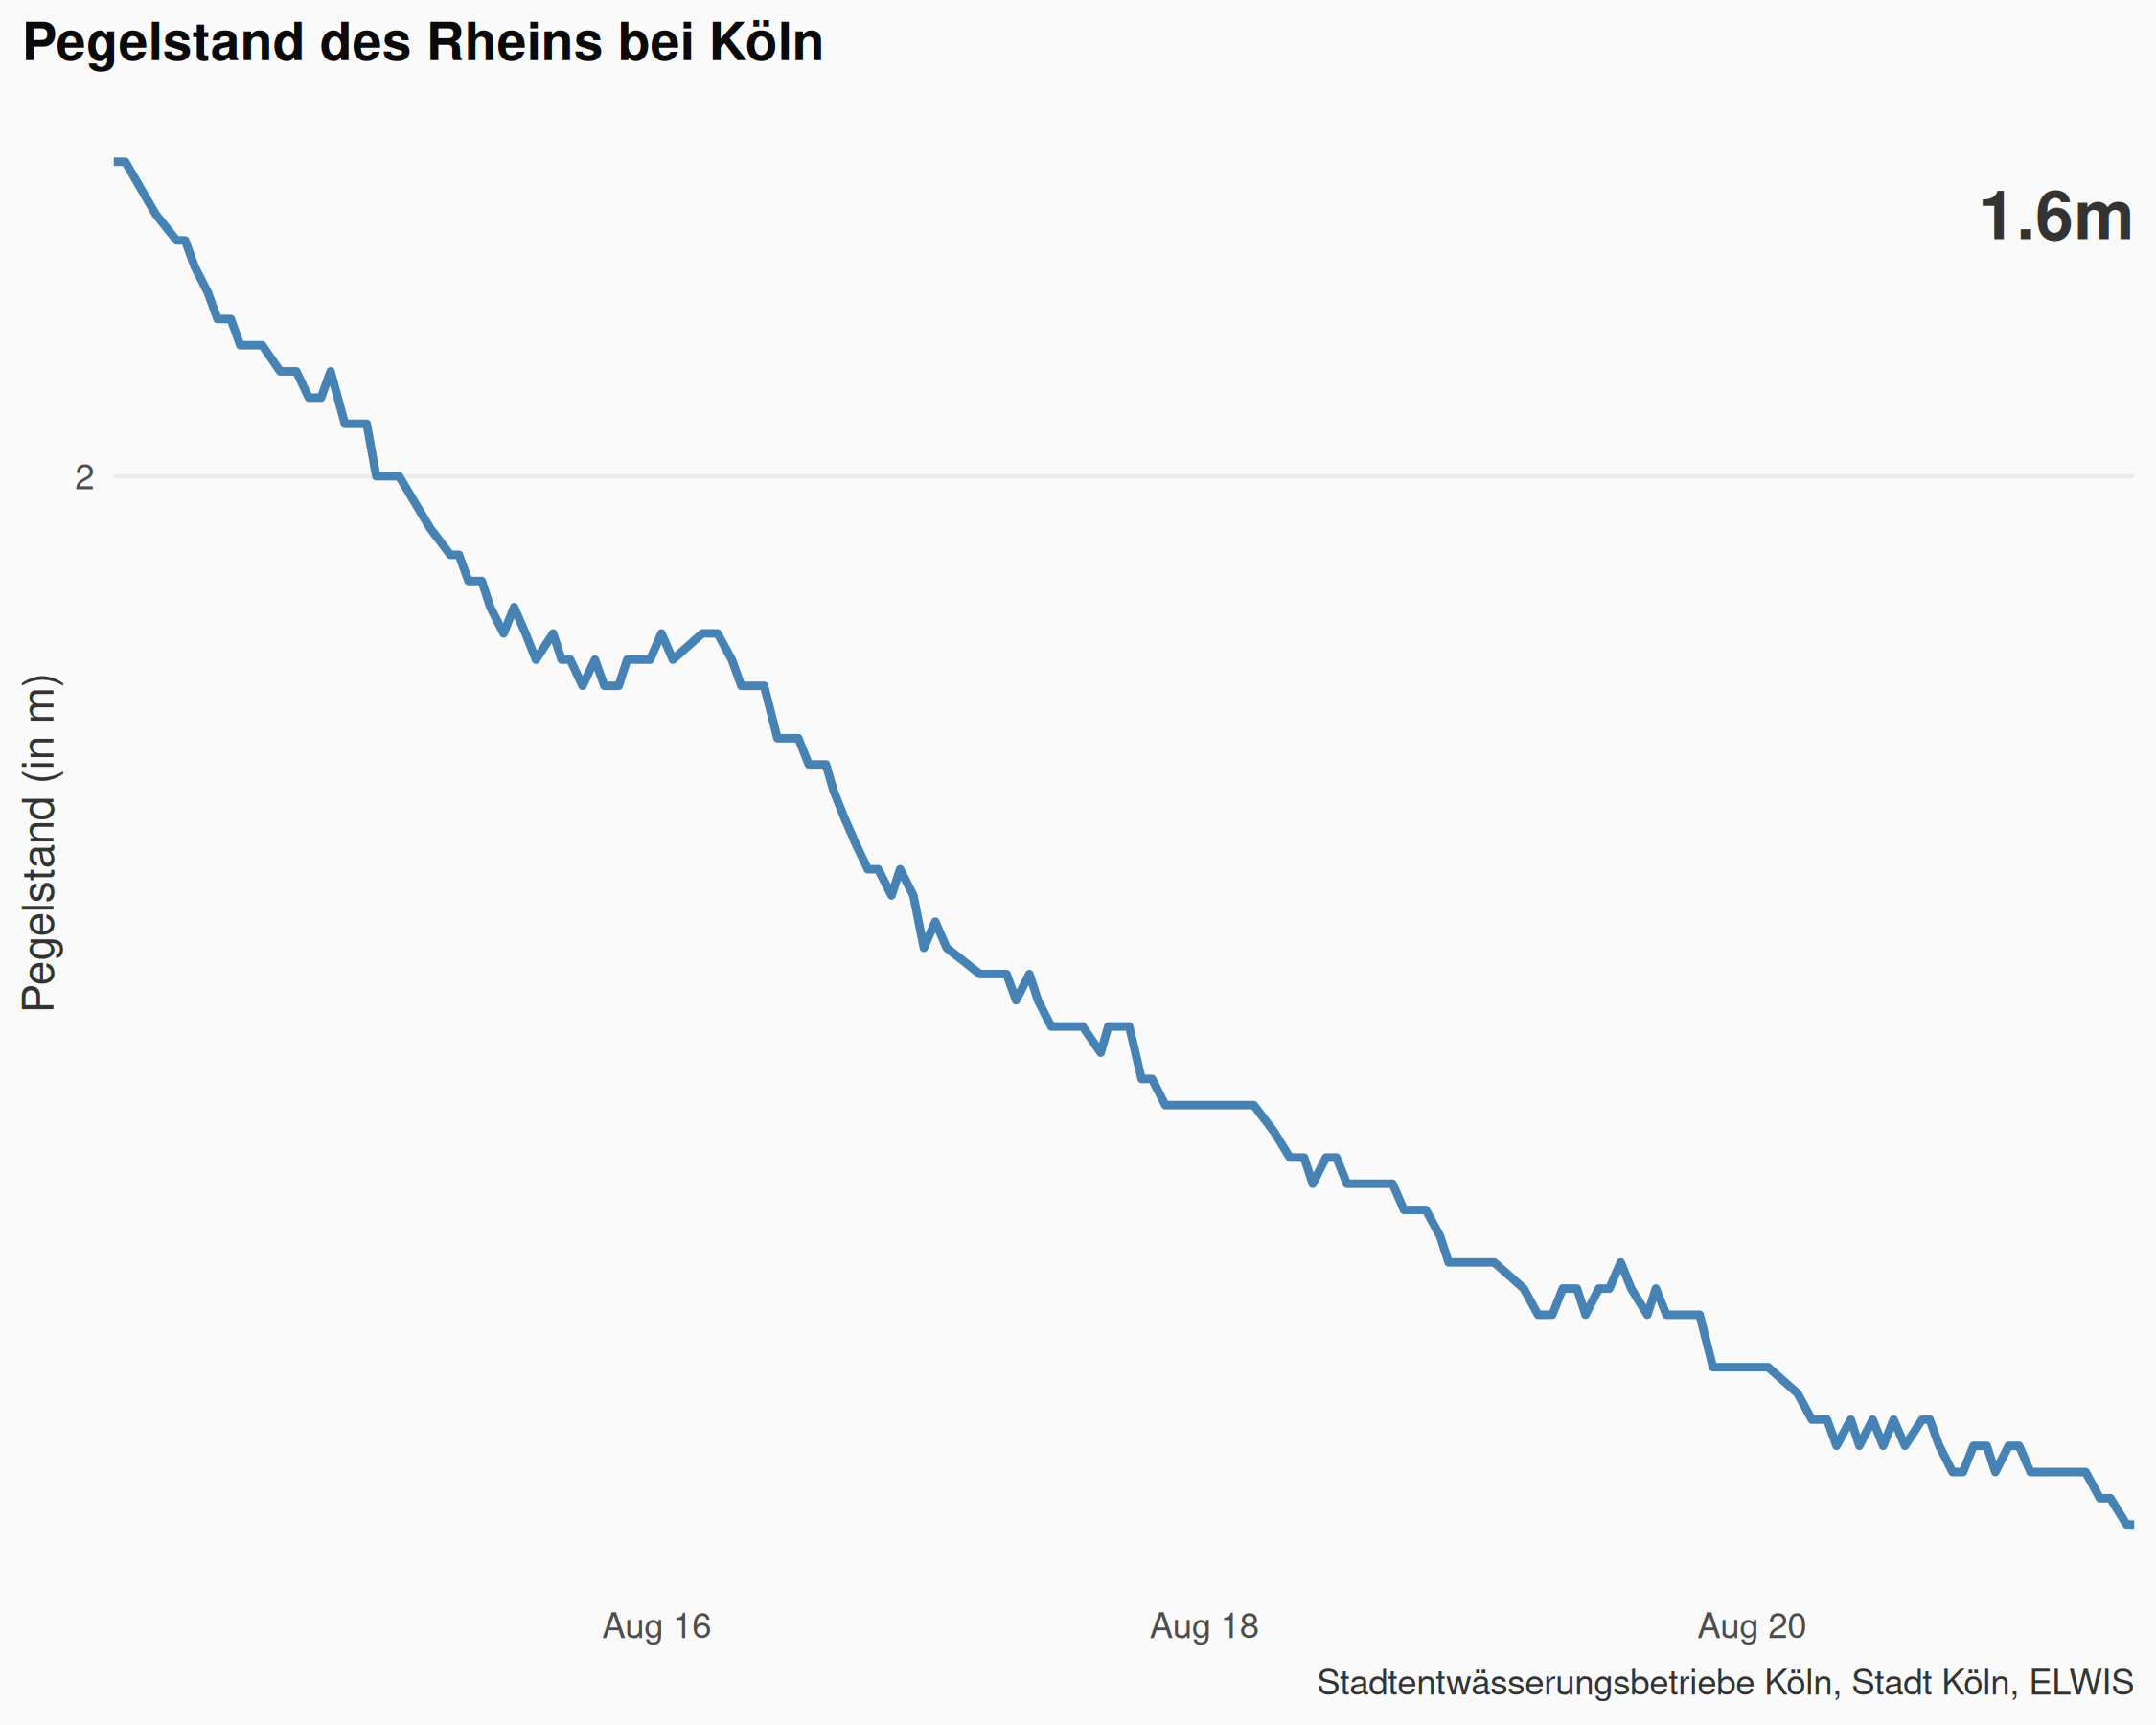 Pegelstand des Rheins bei Köln
1.6m
2
Pegelstand (in m)
Aug 16
Aug 18
Aug 20
Stadtentwässerungsbetriebe Köln, Stadt Köln, ELWIS